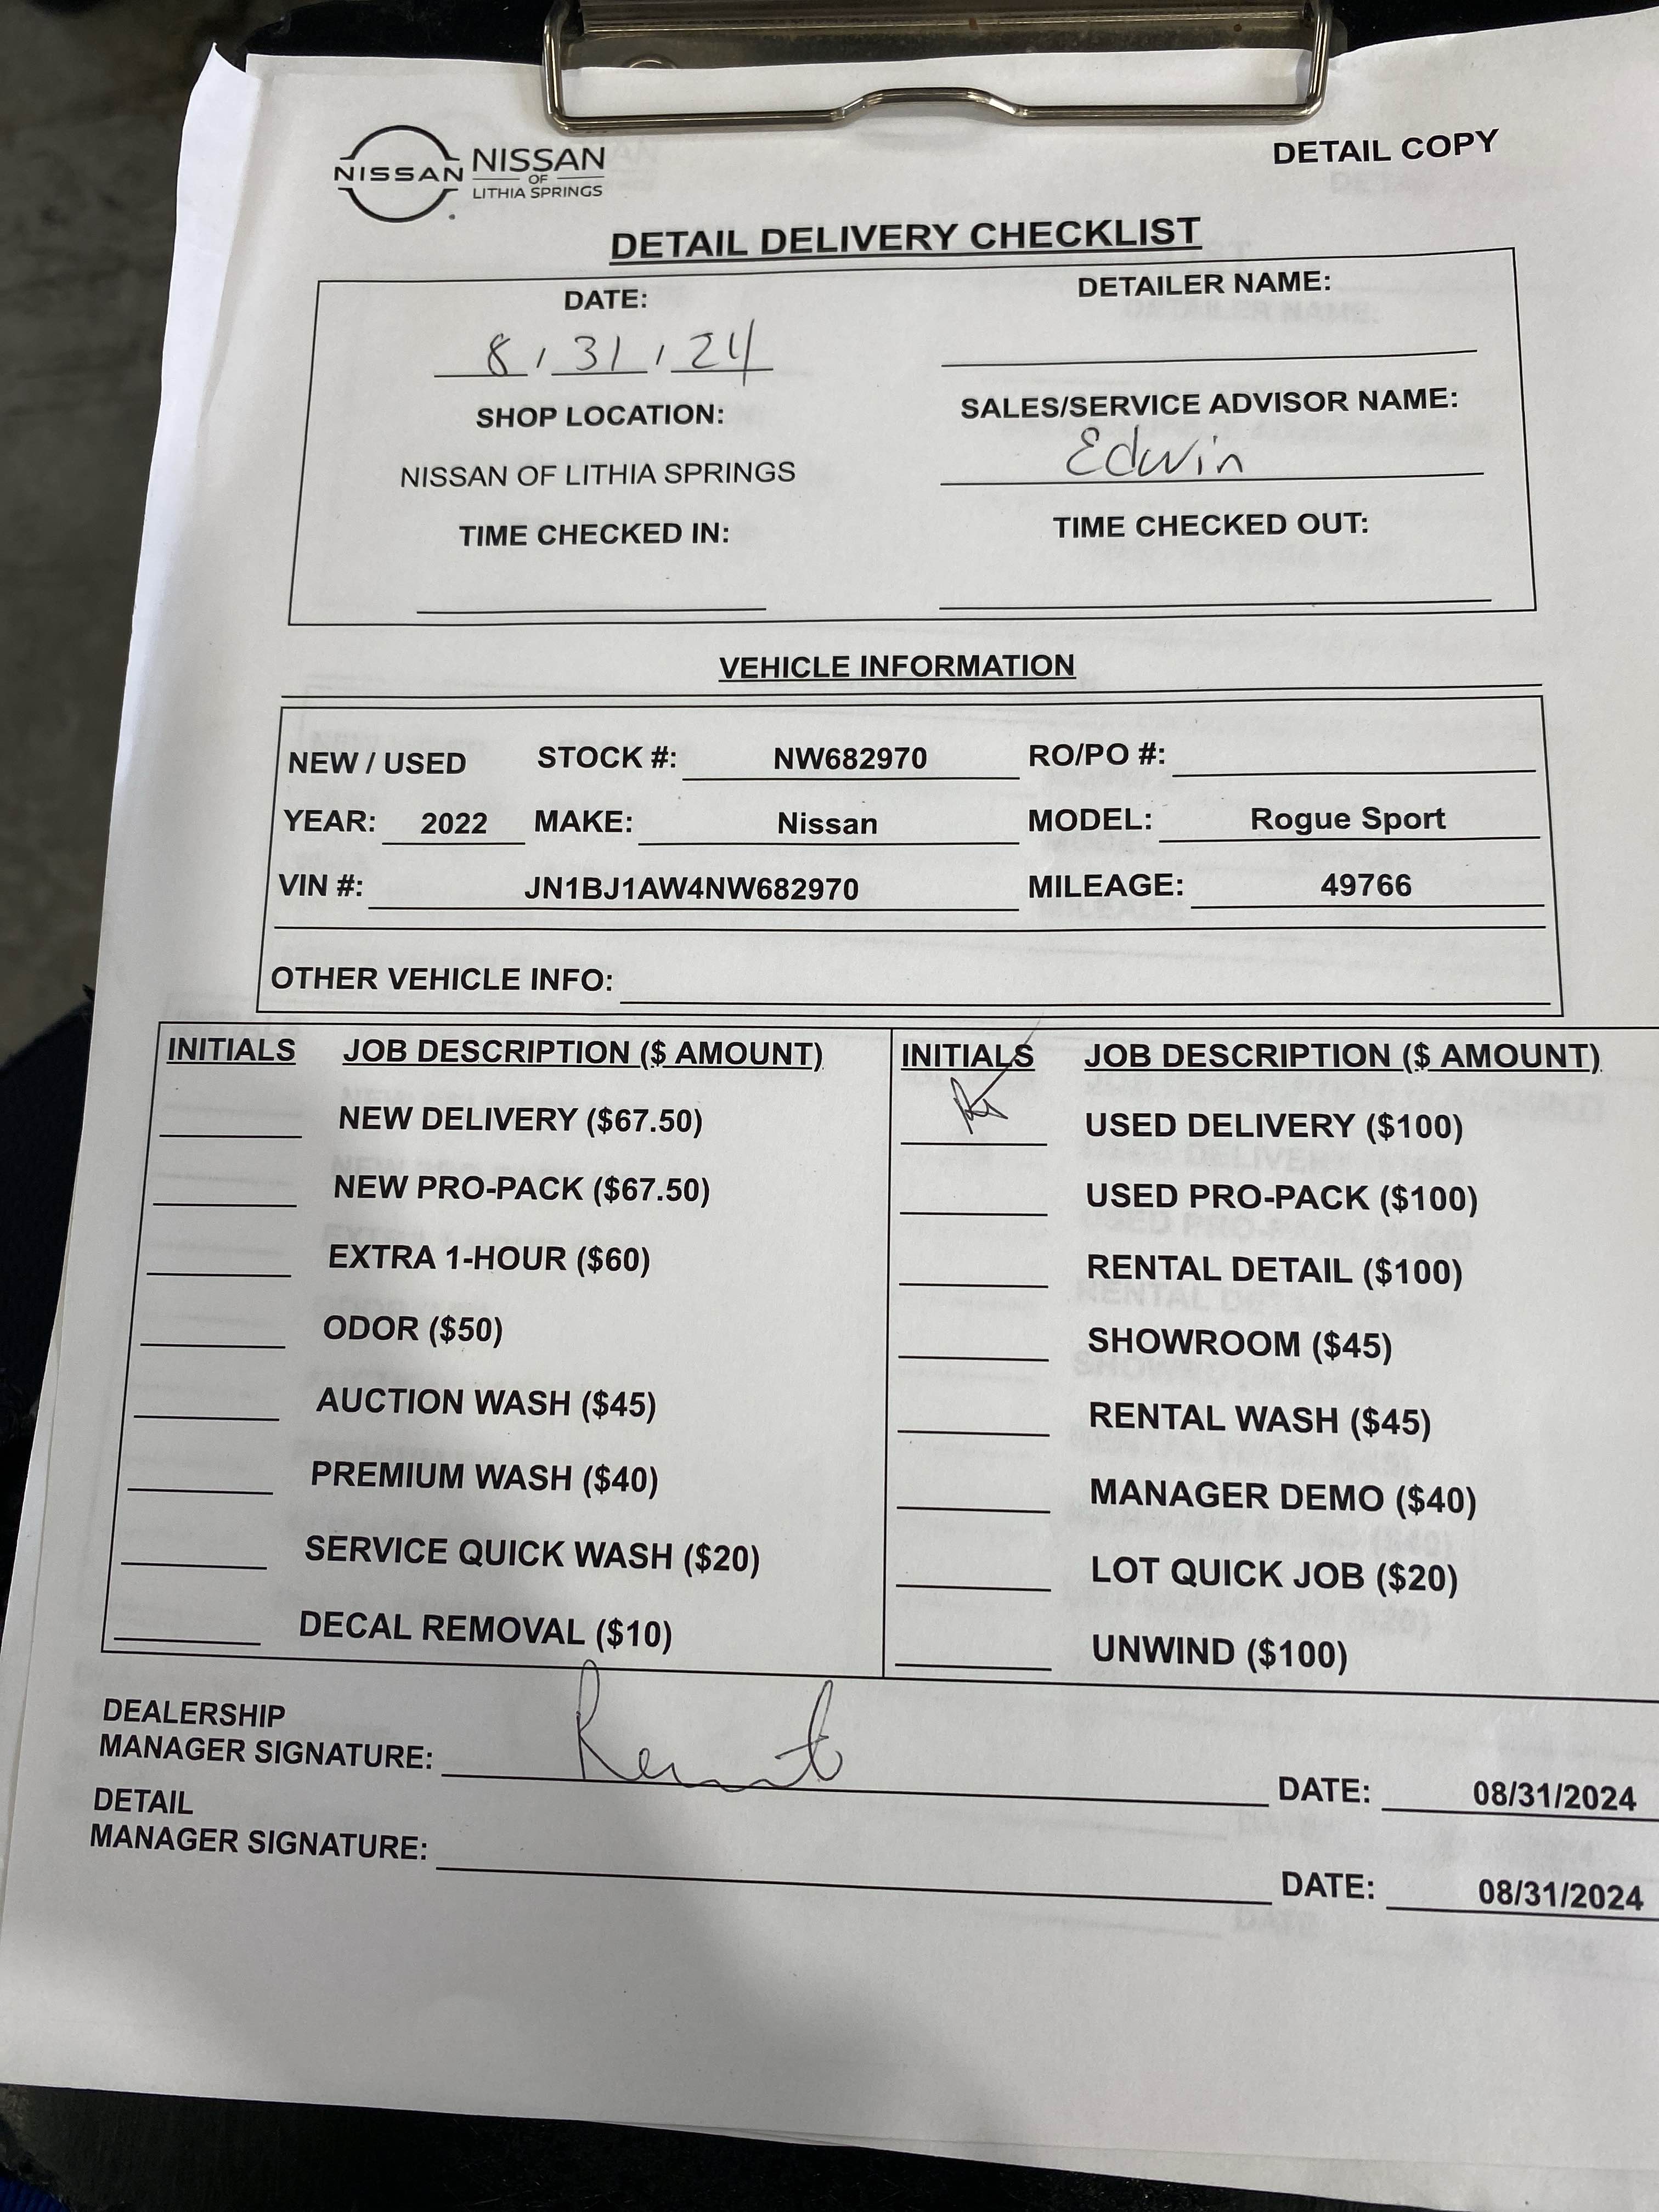 DETAIL COPY
NISSAN NISSAN
OF
LITHIA SPRINGS
DETAIL DELIVERY CHECKLIST
DATE: DETAILER NAME:
8 / 31 / 24
SHOP LOCATION: SALES/SERVICE ADVISOR NAME:
NISSAN OF LITHIA SPRINGS Edwin
TIME CHECKED IN: TIME CHECKED OUT:
VEHICLE INFORMATION
NEW / USED STOCK #: NW682970 RO/PO #:
YEAR: 2022 MAKE: Nissan MODEL: Rogue Sport
VIN #: JN1BJ1AW4NW682970 MILEAGE: 49766
OTHER VEHICLE INFO:
INITIALS JOB DESCRIPTION ($ AMOUNT) INITIALS JOB DESCRIPTION ($ AMOUNT)
NEW DELIVERY ($67.50) USED DELIVERY ($100)
NEW PRO-PACK ($67.50) USED PRO-PACK ($100)
EXTRA 1-HOUR ($60) RENTAL DETAIL ($100)
ODOR ($50) SHOWROOM ($45)
AUCTION WASH ($45) RENTAL WASH ($45)
PREMIUM WASH ($40) MANAGER DEMO ($40)
SERVICE QUICK WASH ($20) LOT QUICK JOB ($20)
DECAL REMOVAL ($10) UNWIND ($100)
DEALERSHIP
MANAGER SIGNATURE: DATE: 08/31/2024
DETAIL
MANAGER SIGNATURE: DATE: 08/31/2024